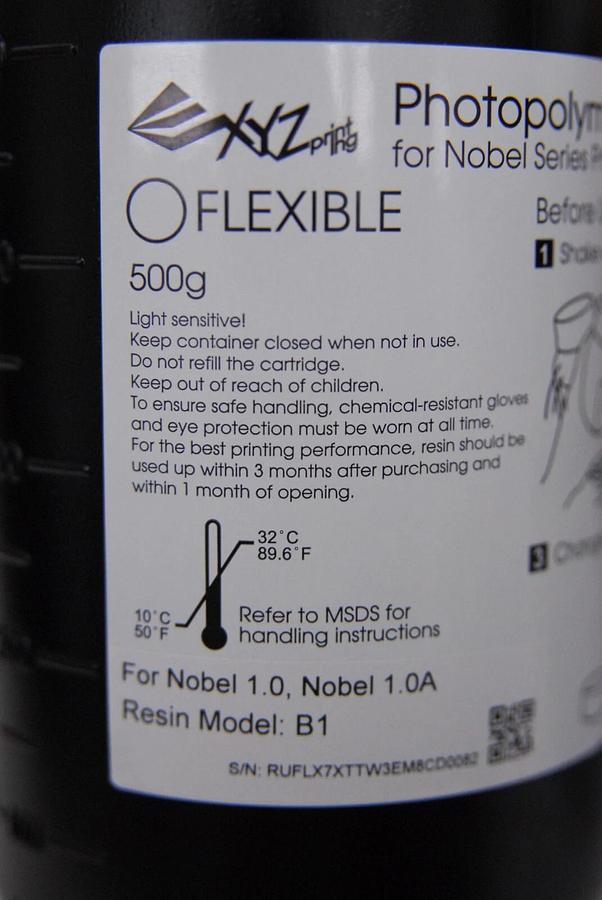 XYZprinting
FLEXIBLE
500g
Light sensitive!
Keep container closed when not in use.
Do not refill the cartridge.
Keep out of reach of children.
To ensure safe handling, chemical-resistant gloves
and eye protection must be worn at all time.
For the best printing performance, resin should be
used up within 3 months after purchasing and
within 1 month of opening.
32°C
89.6°F
10°C
50°F
Refer to MSDS for
handling instructions
For Nobel 1.0, Nobel 1.0A
Resin Model: B1
S/N: RUFLX7XTTW3EM8CD0082
for Nobel Series
Before
1 Shake
3